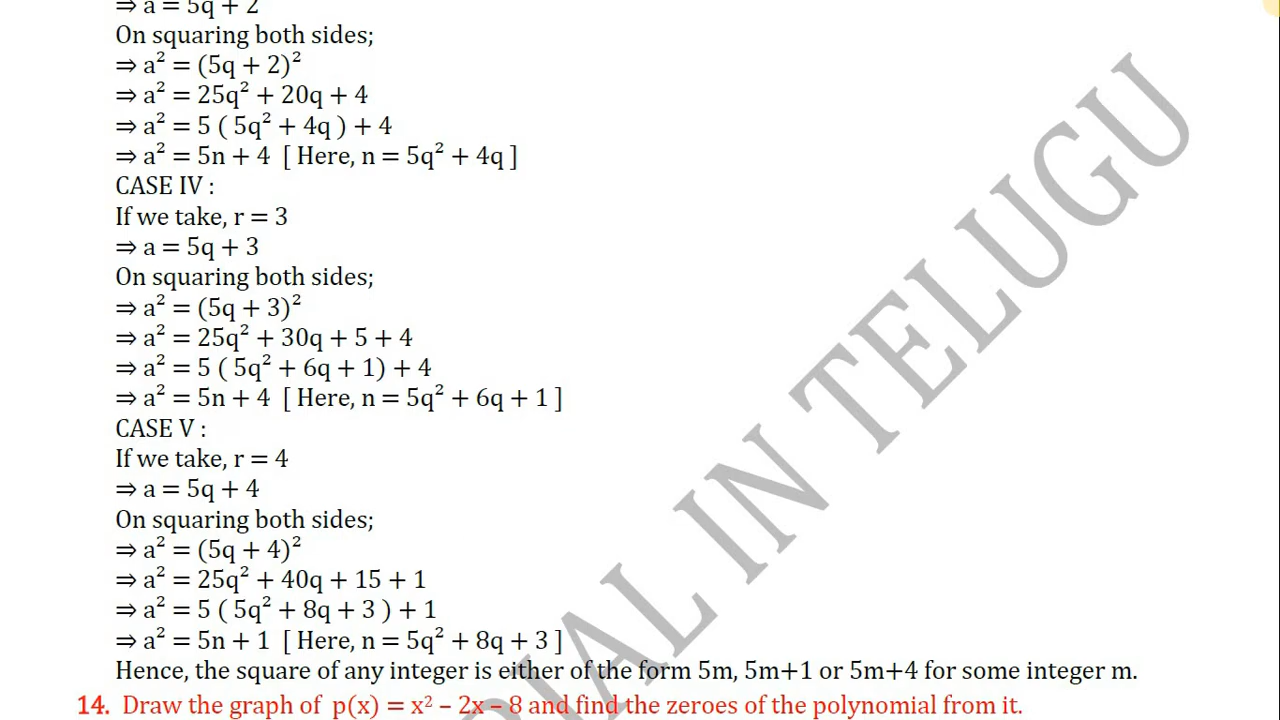 ⇒ a = 5q + 2
On squaring both sides;
⇒ a² = (5q + 2)²
⇒ a² = 25q² + 20q + 4
⇒ a² = 5 ( 5q² + 4q ) + 4
⇒ a² = 5n + 4 [ Here, n = 5q² + 4q ]
CASE IV :
If we take, r = 3
⇒ a = 5q + 3
On squaring both sides;
⇒ a² = (5q + 3)²
⇒ a² = 25q² + 30q + 5 + 4
⇒ a² = 5 ( 5q² + 6q + 1) + 4
⇒ a² = 5n + 4 [ Here, n = 5q² + 6q + 1 ]
CASE V :
If we take, r = 4
⇒ a = 5q + 4
On squaring both sides;
⇒ a² = (5q + 4)²
⇒ a² = 25q² + 40q + 15 + 1
⇒ a² = 5 ( 5q² + 8q + 3 ) + 1
⇒ a² = 5n + 1 [ Here, n = 5q² + 8q + 3 ]
Hence, the square of any integer is either of the form 5m, 5m+1 or 5m+4 for some integer m.
14. Draw the graph of p(x) = x² – 2x – 8 and find the zeroes of the polynomial from it.
IN TELUGU